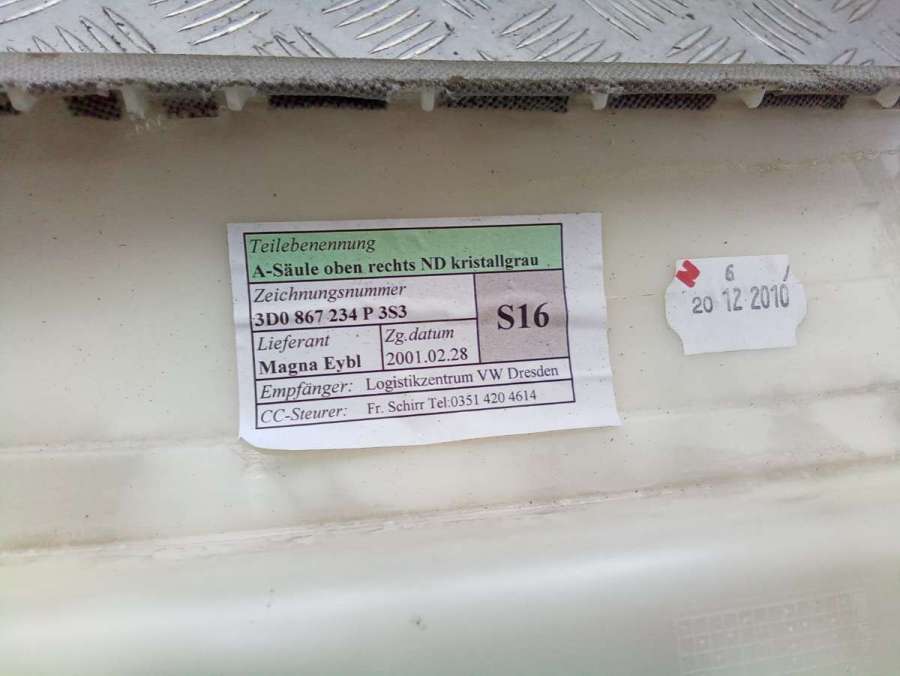 Teilebenennung
A-Säule oben rechts ND kristallgrau
Zeichnungsnummer
3D0 867 234 P 3S3
S16
Lieferant
Magna Eybl
Zg.datum
2001.02.28
Empfänger: Logistikzentrum VW Dresden
CC-Steurer: Fr. Schirr Tel:0351 420 4614
6 /
20 12 2010